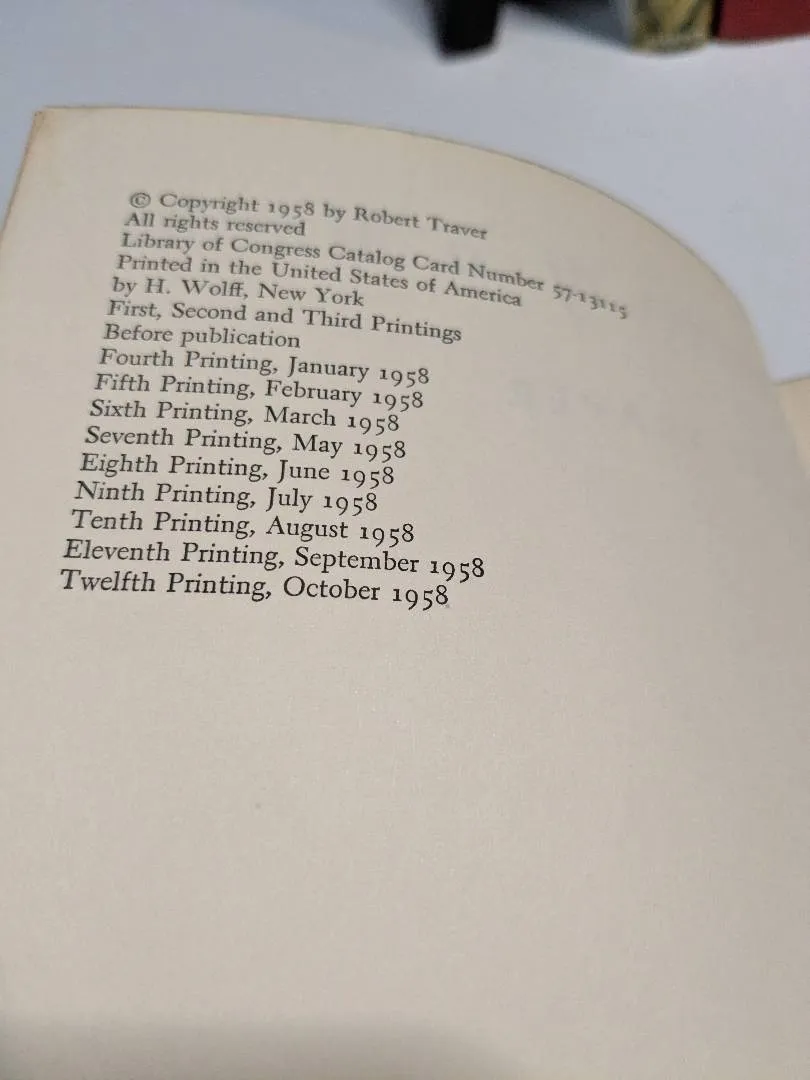 © Copyright 1958 by Robert Traver
All rights reserved
Library of Congress Catalog Card Number 57-13115
Printed in the United States of America
by H. Wolff, New York
First, Second and Third Printings
Before publication
Fourth Printing, January 1958
Fifth Printing, February 1958
Sixth Printing, March 1958
Seventh Printing, May 1958
Eighth Printing, June 1958
Ninth Printing, July 1958
Tenth Printing, August 1958
Eleventh Printing, September 1958
Twelfth Printing, October 1958